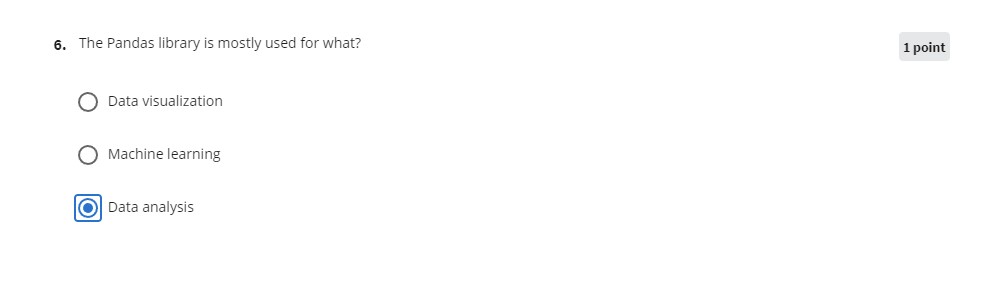 6. The Pandas library is mostly used for what?
1 point
Data visualization
Machine learning
Data analysis